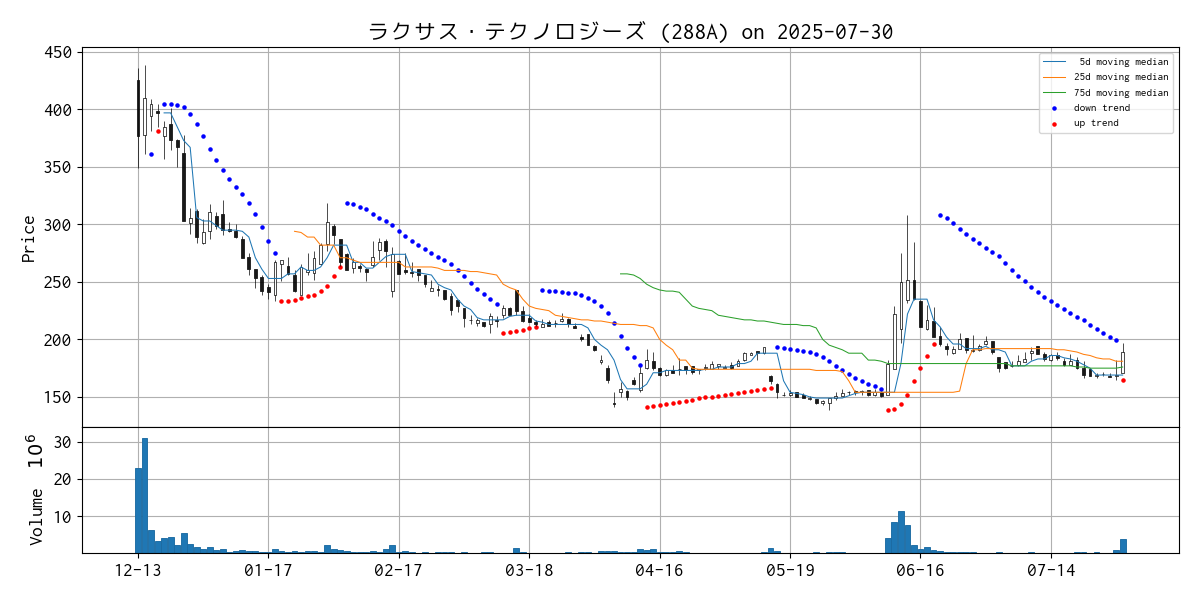 ラクサス・テクノロジーズ (288A) on 2025-07-30
450
400
350
300
250
200
150
Price
5d moving median
25d moving median
75d moving median
down trend
up trend
30
20
10
Volume 10^6
12-13 01-17 02-17 03-18 04-16 05-19 06-16 07-14